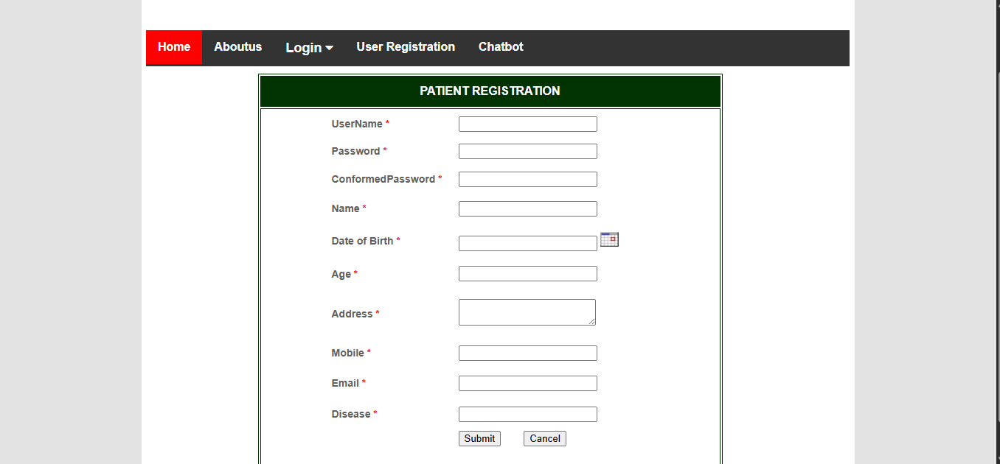 Home Aboutus Login User Registration Chatbot
PATIENT REGISTRATION
UserName *
Password *
ConformedPassword *
Name *
Date of Birth *
Age *
Address *
Mobile *
Email *
Disease *
Submit Cancel